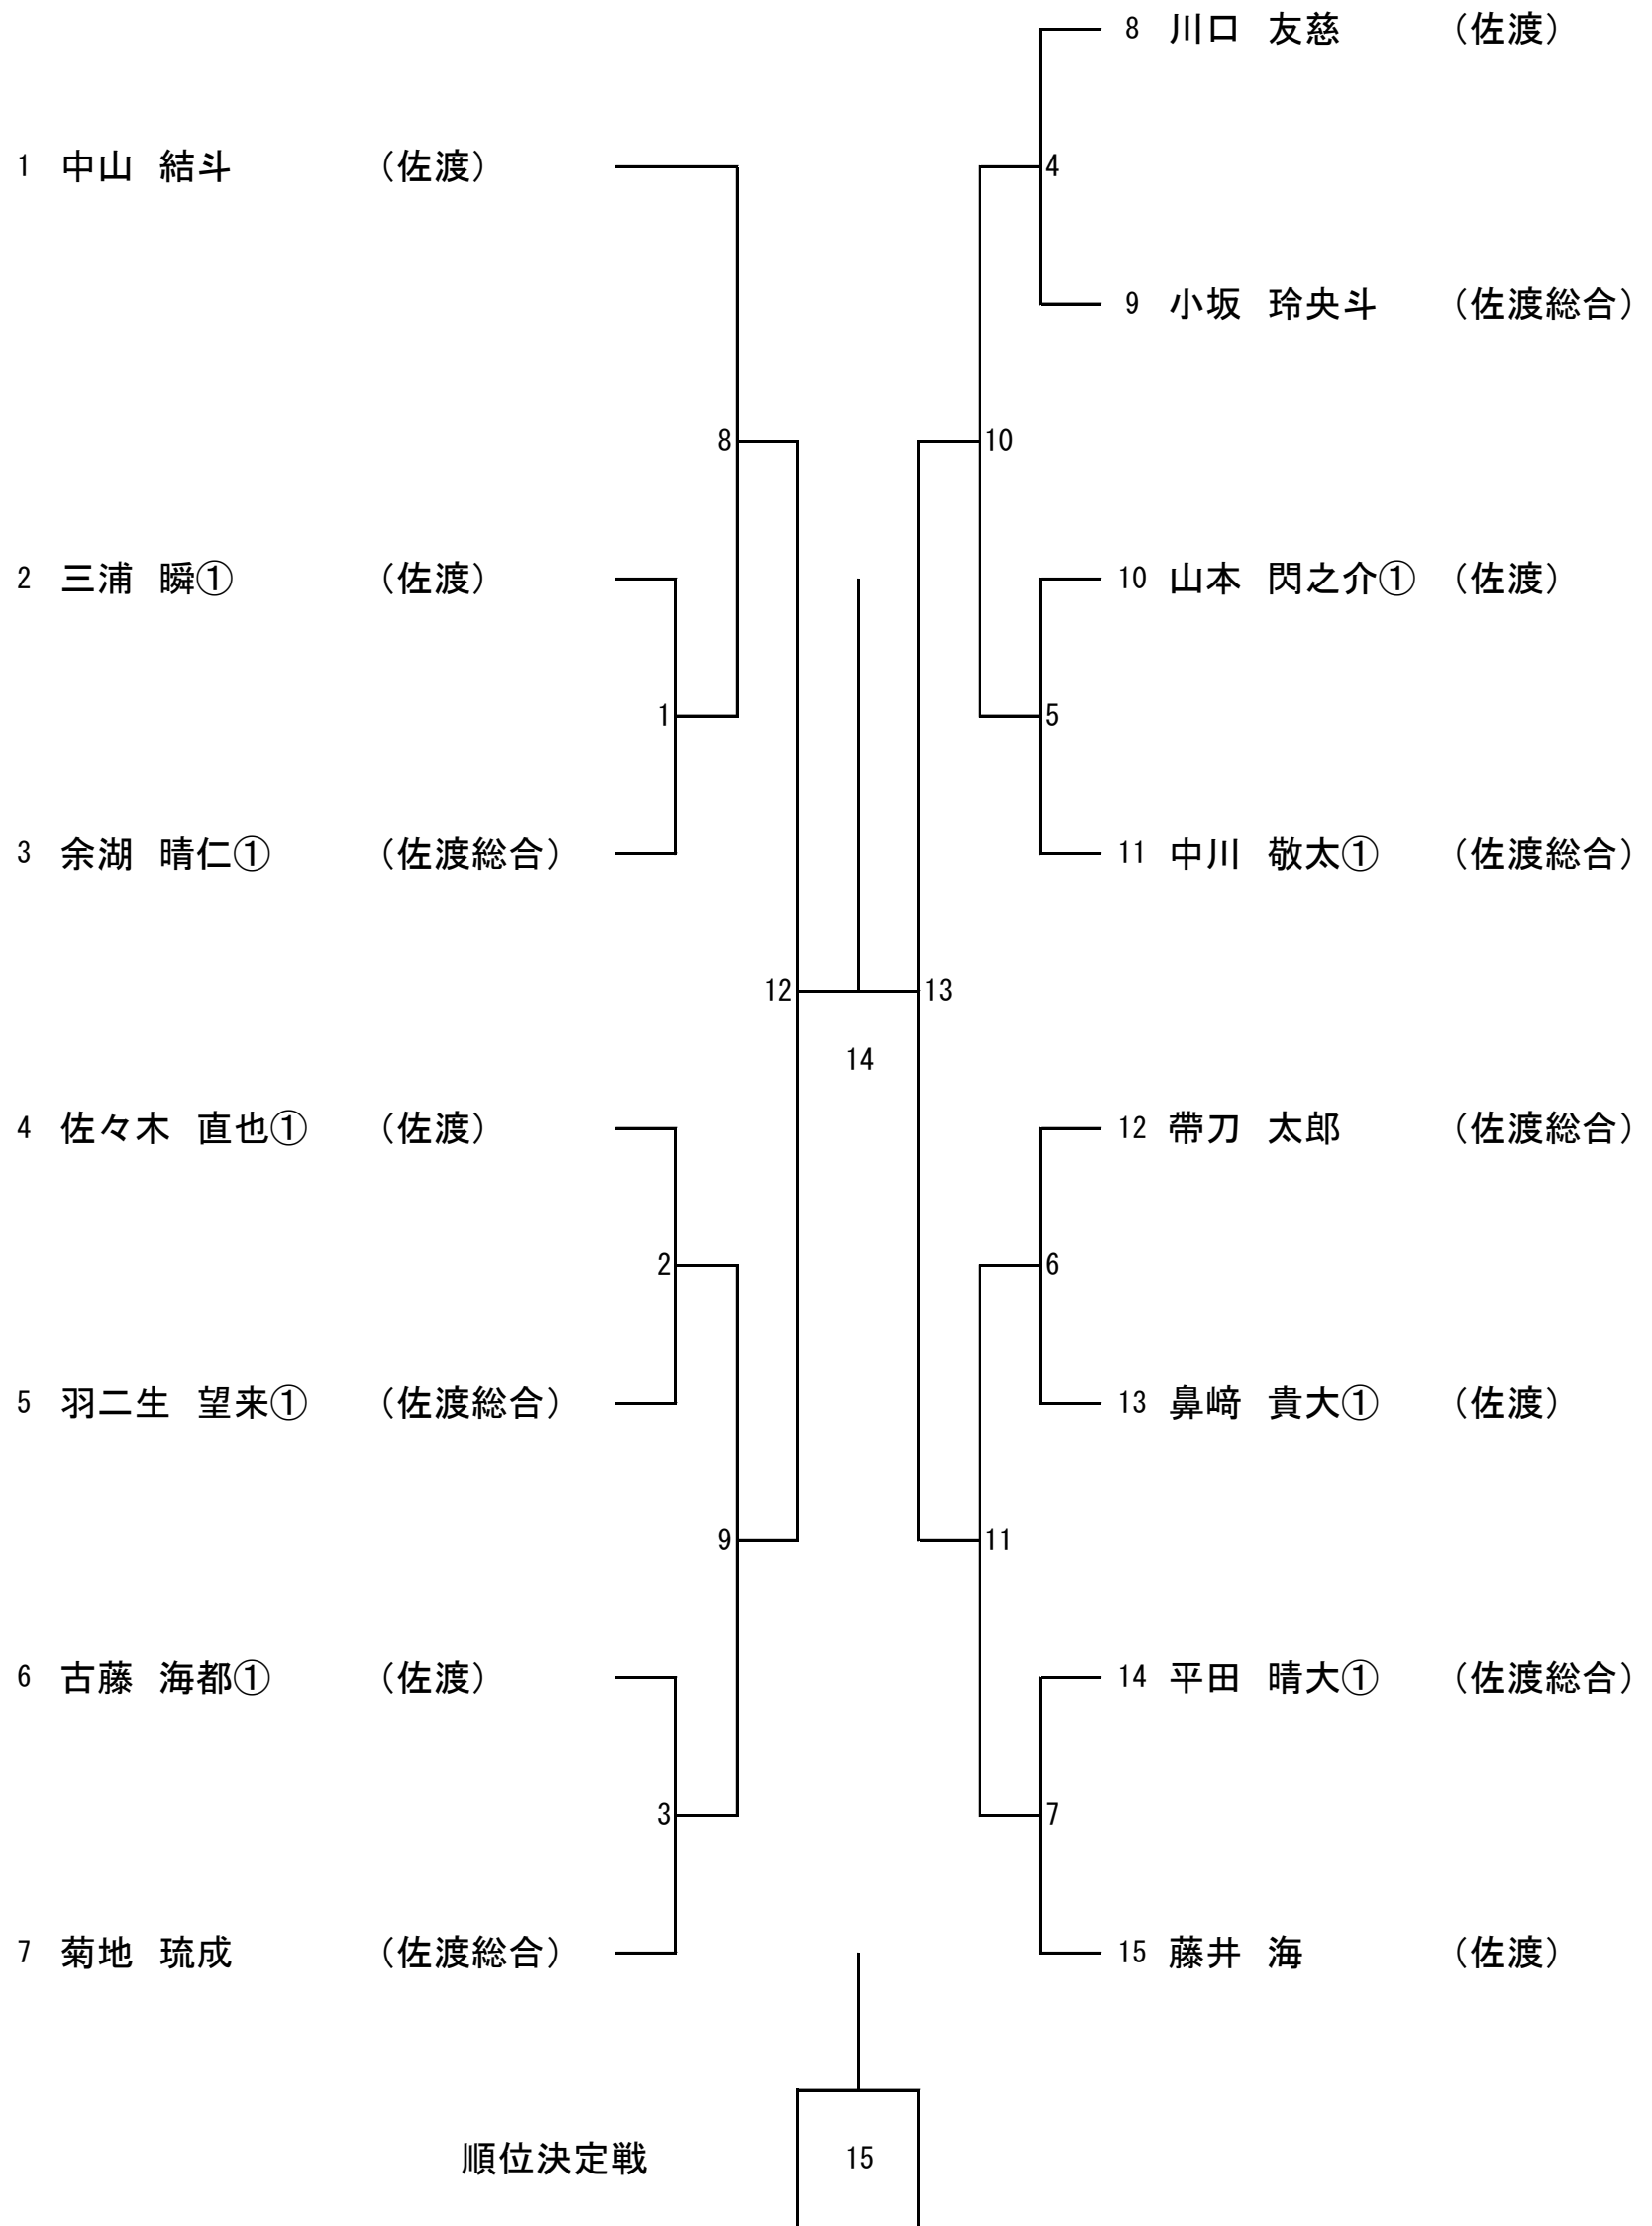 1 中山 結斗 （佐渡）
2 三浦 瞬① （佐渡）
3 余湖 晴仁① （佐渡総合）
4 佐々木 直也① （佐渡）
5 羽二生 望来① （佐渡総合）
6 古藤 海都① （佐渡）
7 菊地 琉成 （佐渡総合）
1
2
3
8
9
12
14
13
10
11
4
5
6
7
8 川口 友慈 （佐渡）
9 小坂 玲央斗 （佐渡総合）
10 山本 閃之介① （佐渡）
11 中川 敬太① （佐渡総合）
12 帯刀 太郎 （佐渡総合）
13 鼻﨑 貴大① （佐渡）
14 平田 晴大① （佐渡総合）
15 藤井 海 （佐渡）
順位決定戦 15